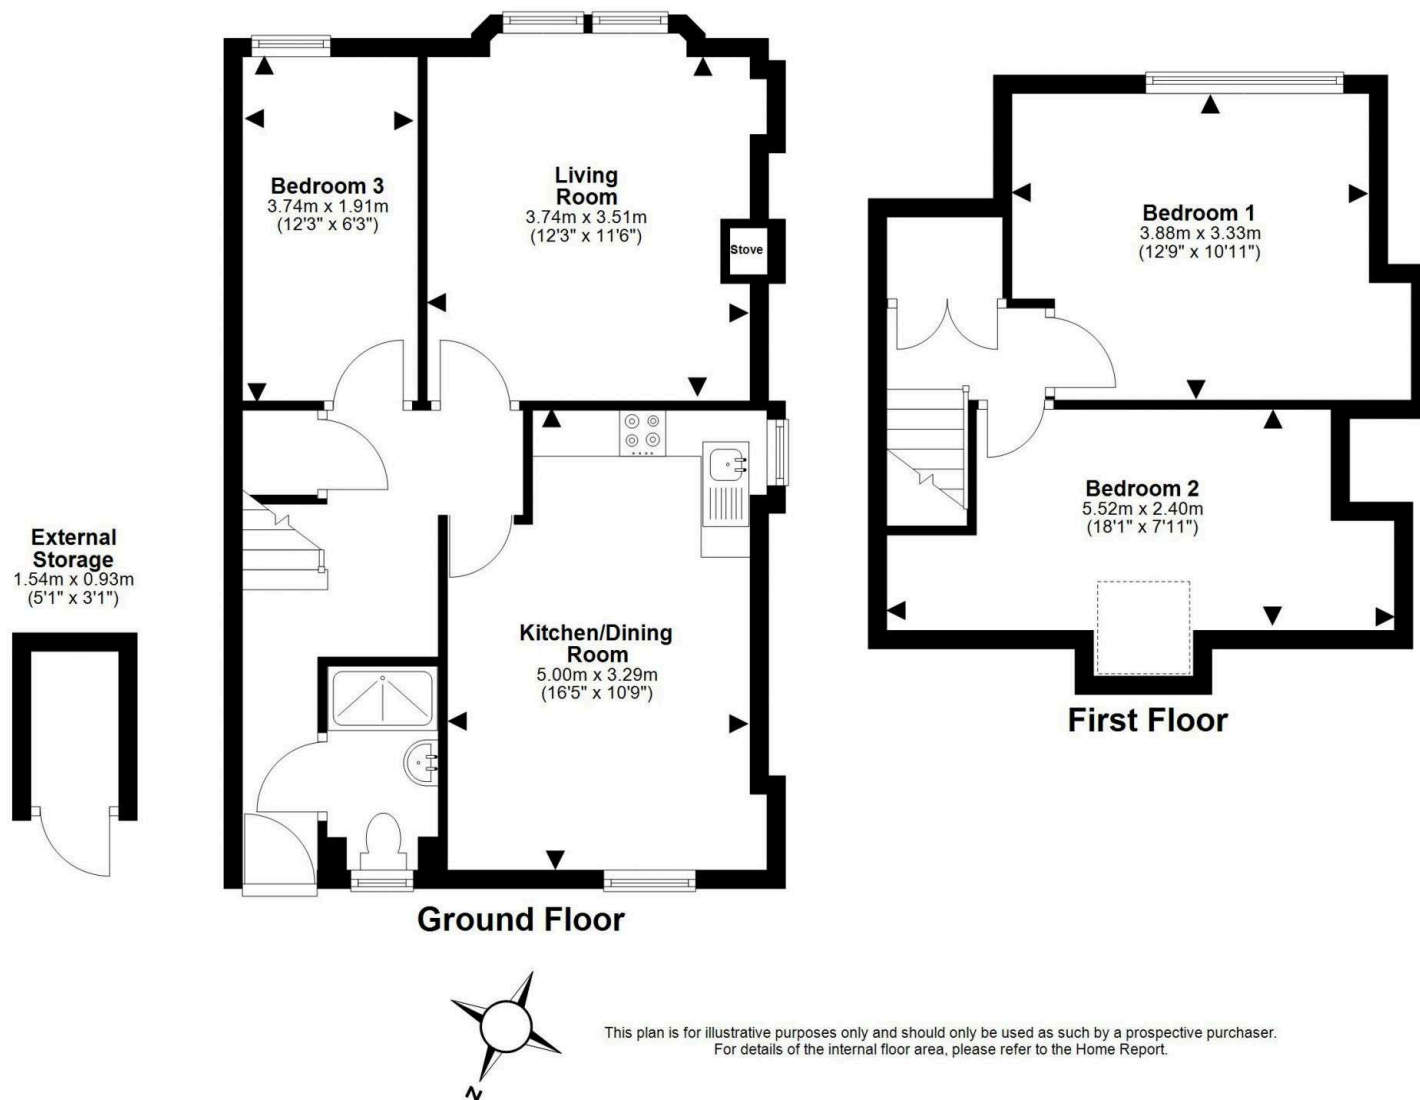 Bedroom 3
3.74m x 1.91m
(12'3" x 6'3")
Living
Room
3.74m x 3.51m
(12'3" x 11'6")
Stove
Bedroom 1
3.88m x 3.33m
(12'9" x 10'11")
Bedroom 2
5.52m x 2.40m
(18'1" x 7'11")
External
Storage
1.54m x 0.93m
(5'1" x 3'1")
Kitchen/Dining
Room
5.00m x 3.29m
(16'5" x 10'9")
First Floor
Ground Floor
N
This plan is for illustrative purposes only and should only be used as such by a prospective purchaser.
For details of the internal floor area, please refer to the Home Report.